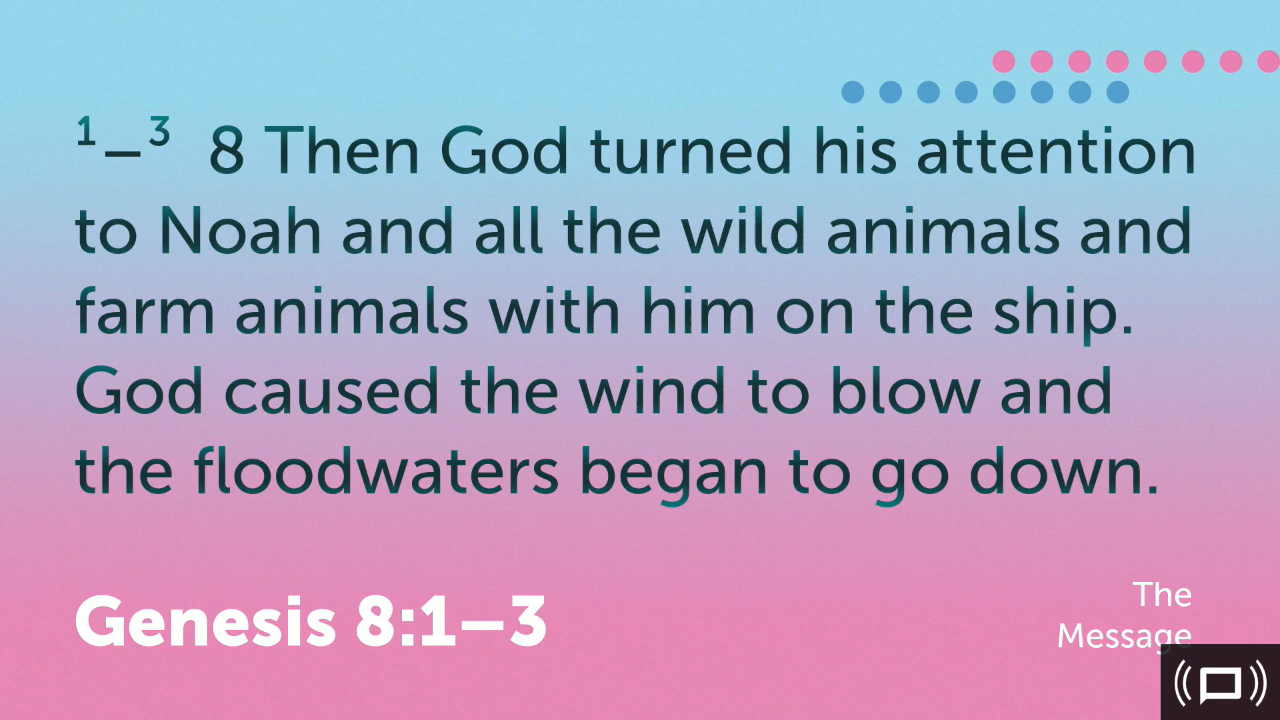 ¹–³ 8 Then God turned his attention
to Noah and all the wild animals and
farm animals with him on the ship.
God caused the wind to blow and
the floodwaters began to go down.
Genesis 8:1–3
The
Message